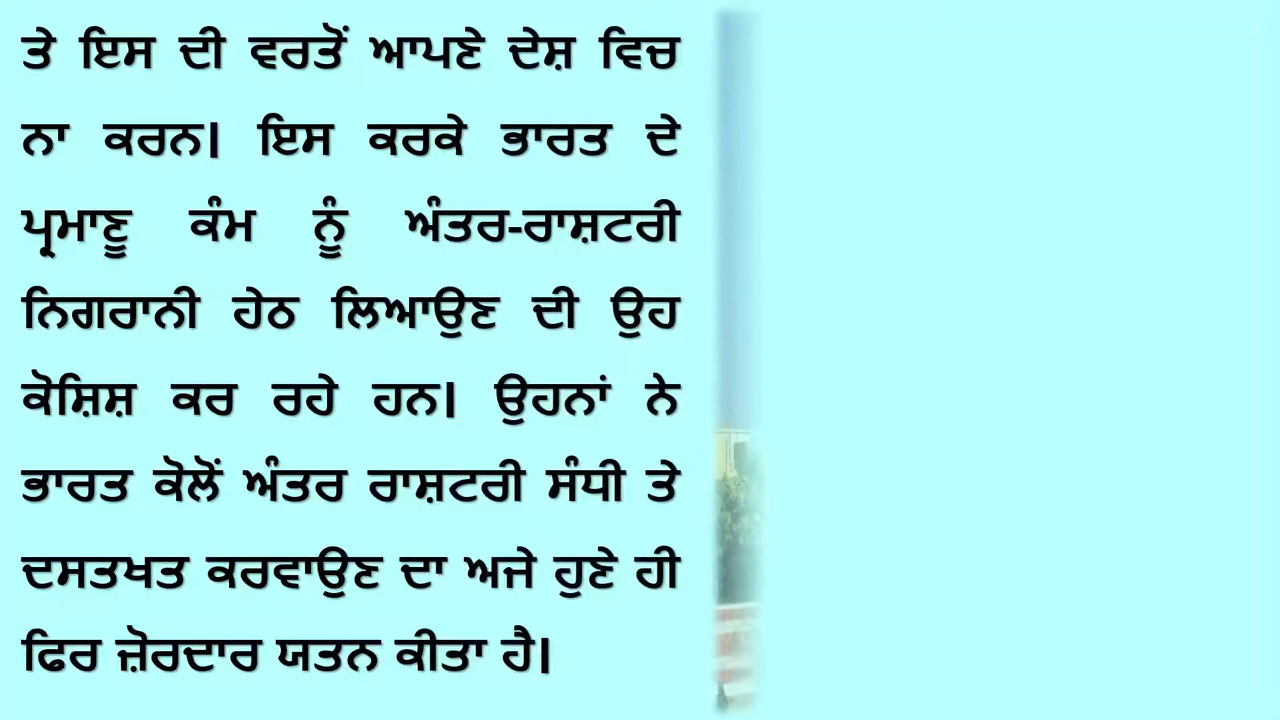 ਤੇ ਇਸ ਦੀ ਵਰਤੋਂ ਆਪਣੇ ਦੇਸ਼ ਵਿਚ
ਨਾ ਕਰਨ। ਇਸ ਕਰਕੇ ਭਾਰਤ ਦੇ
ਪ੍ਰਮਾਣੂ ਕੰਮ ਨੂੰ ਅੰਤਰ-ਰਾਸ਼ਟਰੀ
ਨਿਗਰਾਨੀ ਹੇਠ ਲਿਆਉਣ ਦੀ ਉਹ
ਕੋਸ਼ਿਸ਼ ਕਰ ਰਹੇ ਹਨ। ਉਹਨਾਂ ਨੇ
ਭਾਰਤ ਕੋਲੋਂ ਅੰਤਰ ਰਾਸ਼ਟਰੀ ਸੰਧੀ ਤੇ
ਦਸਤਖਤ ਕਰਵਾਉਣ ਦਾ ਅਜੇ ਹੁਣੇ ਹੀ
ਫਿਰ ਜ਼ੋਰਦਾਰ ਯਤਨ ਕੀਤਾ ਹੈ।